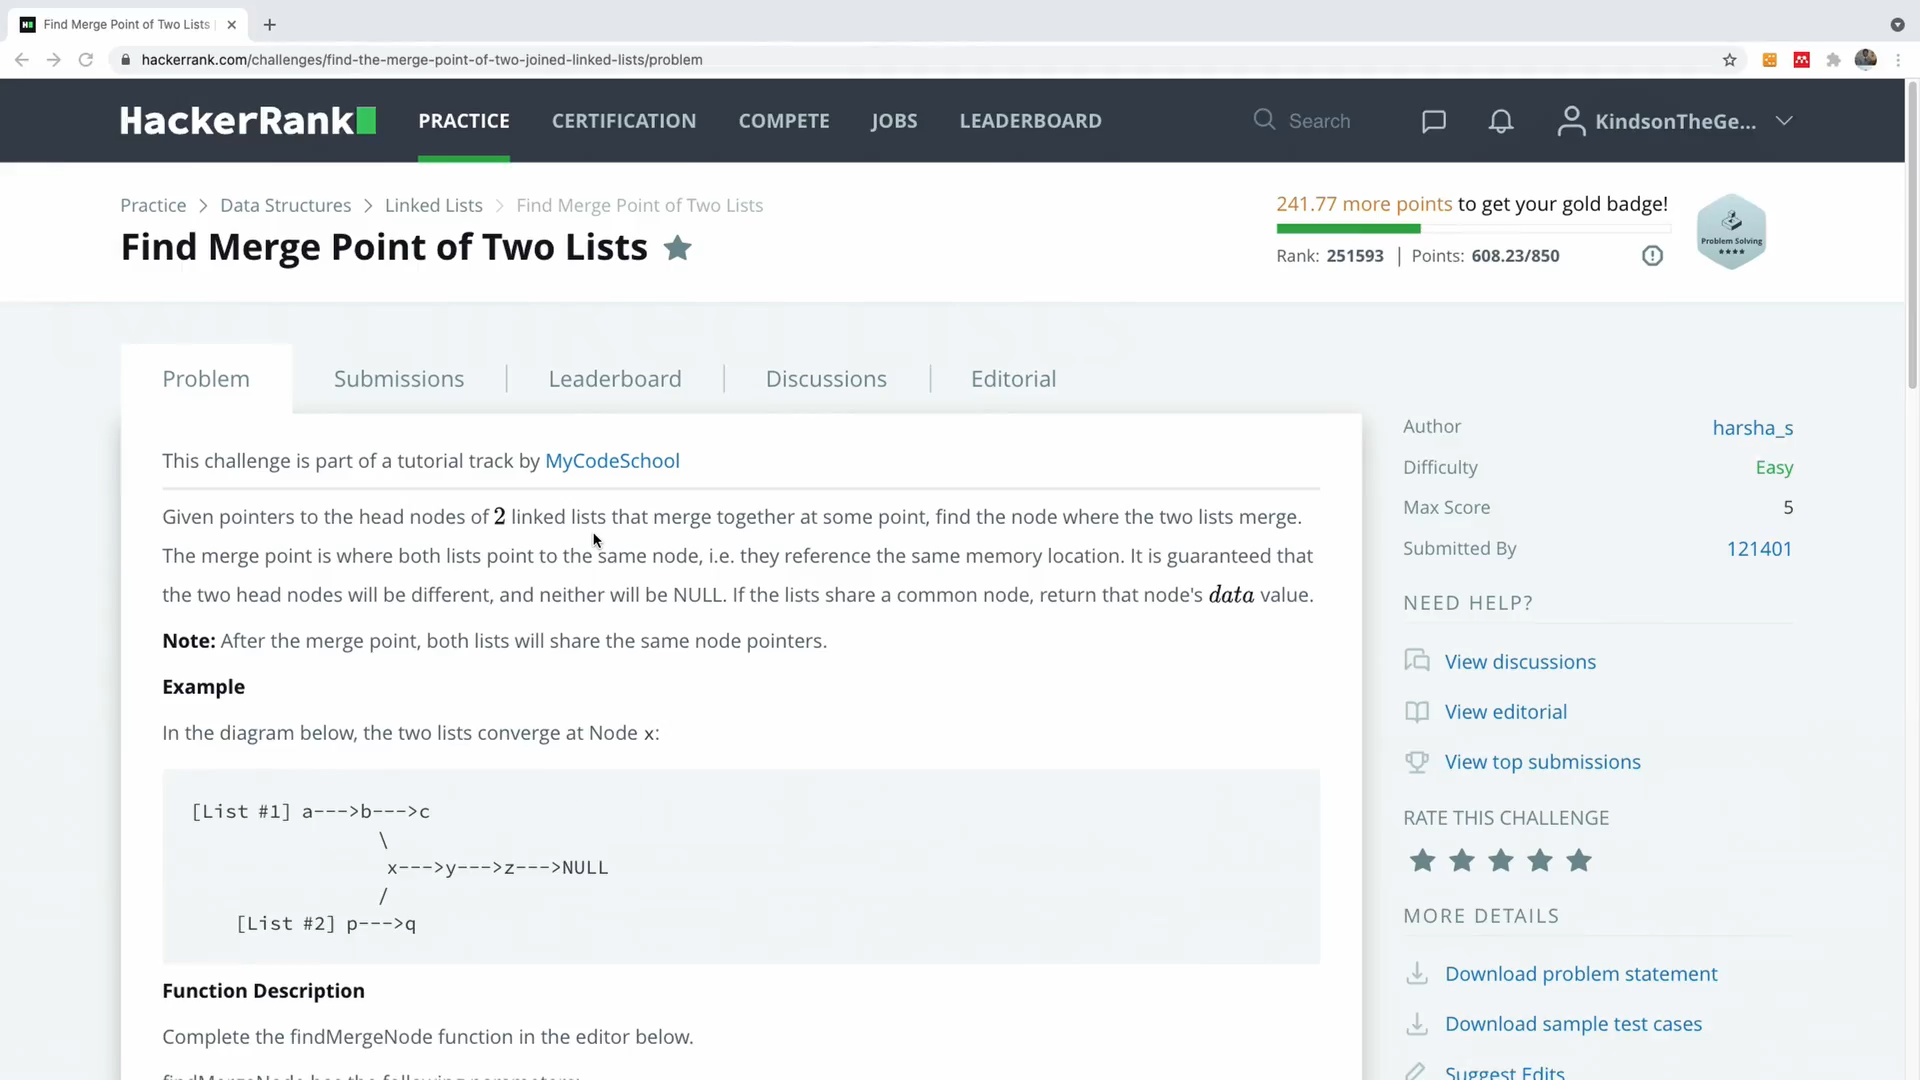 Find Merge Point of Two Lists
hackerrank.com/challenges/find-the-merge-point-of-two-joined-linked-lists/problem
HackerRank
PRACTICE CERTIFICATION COMPETE JOBS LEADERBOARD Search KindsonTheGe...
Practice > Data Structures > Linked Lists > Find Merge Point of Two Lists
241.77 more points to get your gold badge!
Find Merge Point of Two Lists
Rank: 251593 | Points: 608.23/850
Problem Solving
Problem Submissions Leaderboard Discussions Editorial
This challenge is part of a tutorial track by MyCodeSchool
Given pointers to the head nodes of 2 linked lists that merge together at some point, find the node where the two lists merge.
The merge point is where both lists point to the same node, i.e. they reference the same memory location. It is guaranteed that
the two head nodes will be different, and neither will be NULL. If the lists share a common node, return that node's data value.
Note: After the merge point, both lists will share the same node pointers.
Example
In the diagram below, the two lists converge at Node x:
[List #1] a--->b--->c
\
x--->y--->z--->NULL
/
[List #2] p--->q
Function Description
Complete the findMergeNode function in the editor below.
findMergeNode has the following parameters:
Author harsha_s
Difficulty Easy
Max Score 5
Submitted By 121401
NEED HELP?
View discussions
View editorial
View top submissions
RATE THIS CHALLENGE
MORE DETAILS
Download problem statement
Download sample test cases
Suggest Edits